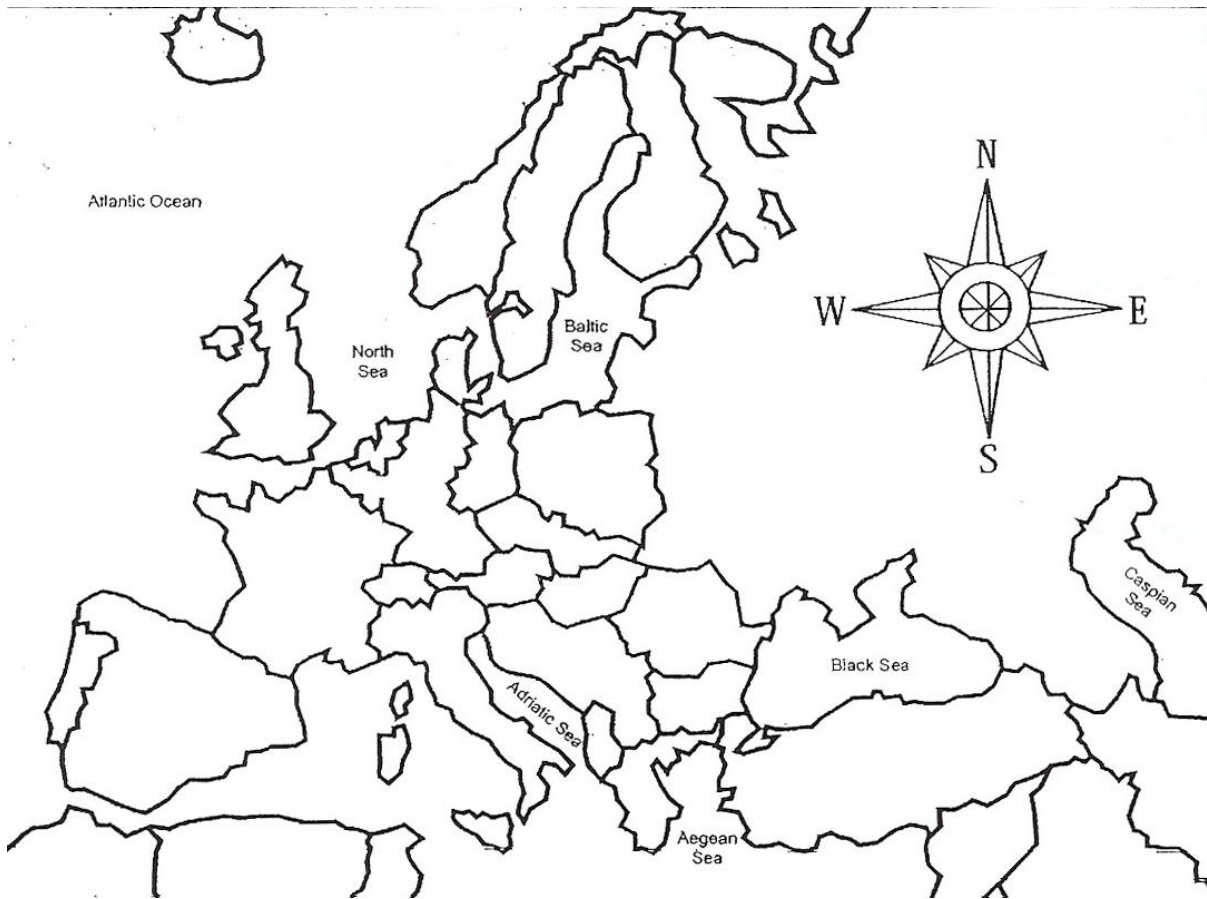 N
Atlantic Ocean
W
E
Baltic
Sea
North
Sea
S
Caspian
Sea
Black Sea
Adriatic Sea
Aegean
Sea